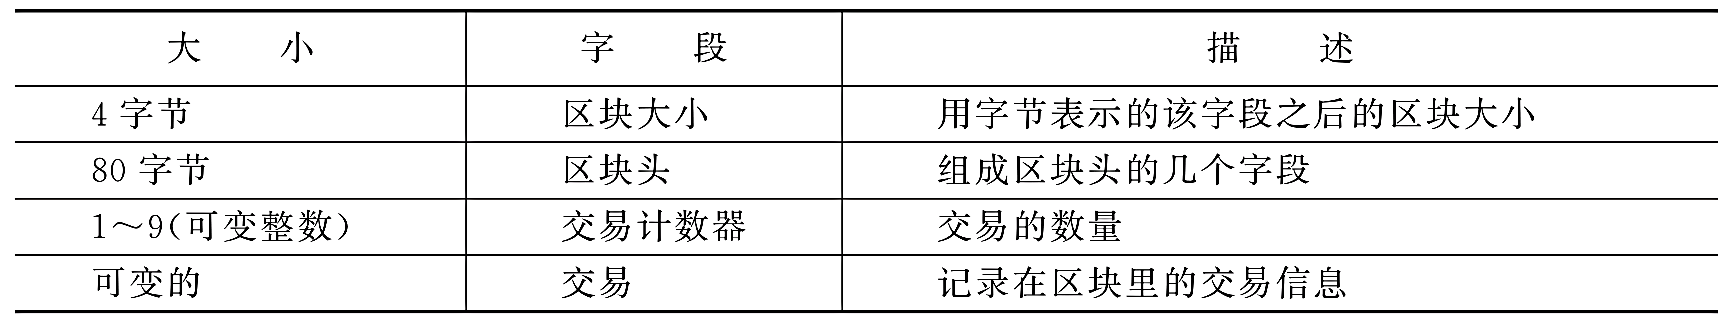 大 小 字 段 描 述
4字节 区块大小 用字节表示的该字段之后的区块大小
80字节 区块头 组成区块头的几个字段
1～9(可变整数) 交易计数器 交易的数量
可变的 交易 记录在区块里的交易信息